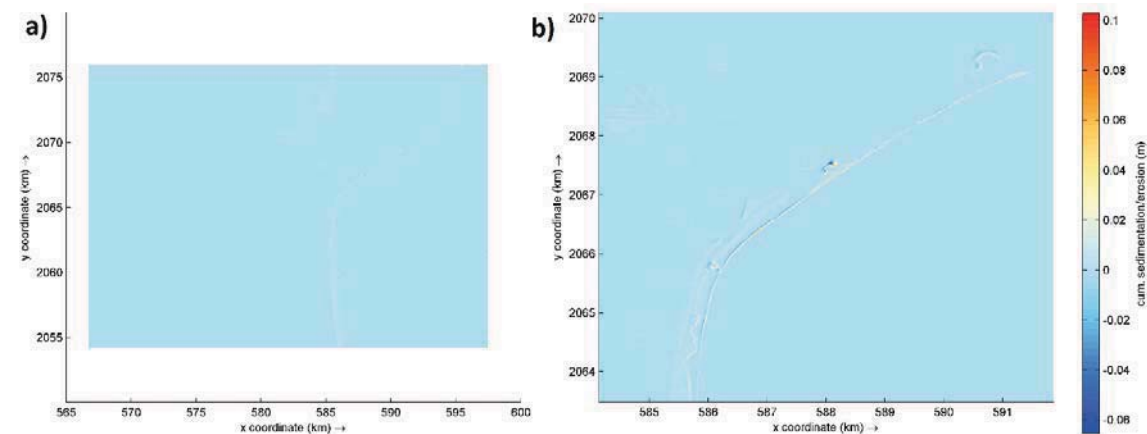 a)
2075
2070
2065
2060
2055
y coordinate (km) →
565 570 575 580 585 590 595 600
x coordinate (km) →
b)
2070
2069
2068
2067
2066
2065
2064
y coordinate (km) →
585 586 587 588 589 590 591
x coordinate (km) →
0.1
0.08
0.06
0.04
0.02
0
-0.02
-0.04
-0.06
cum. sedimentation/erosion (m)